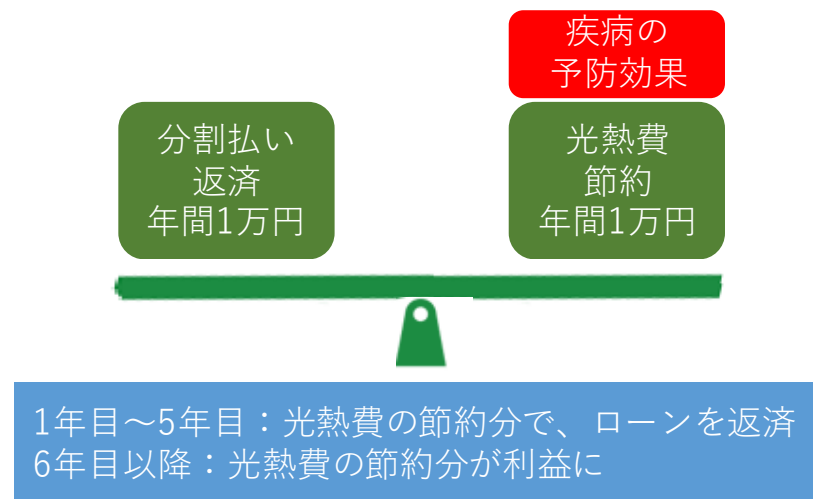 疾病の
予防効果
分割払い
返済
年間1万円
光熱費
節約
年間1万円
1年目～5年目：光熱費の節約分で、ローンを返済
6年目以降：光熱費の節約分が利益に